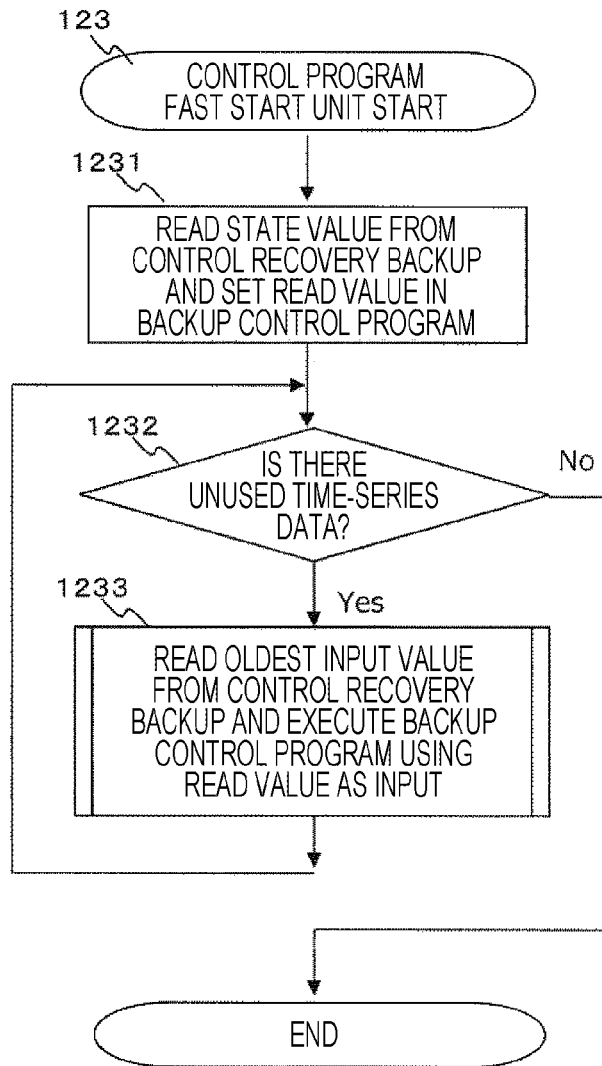 123
CONTROL PROGRAM
FAST START UNIT START
1231
READ STATE VALUE FROM
CONTROL RECOVERY BACKUP
AND SET READ VALUE IN
BACKUP CONTROL PROGRAM
1232
IS THERE
UNUSED TIME-SERIES
DATA?
No
Yes
1233
READ OLDEST INPUT VALUE
FROM CONTROL RECOVERY
BACKUP AND EXECUTE BACKUP
CONTROL PROGRAM USING
READ VALUE AS INPUT
END